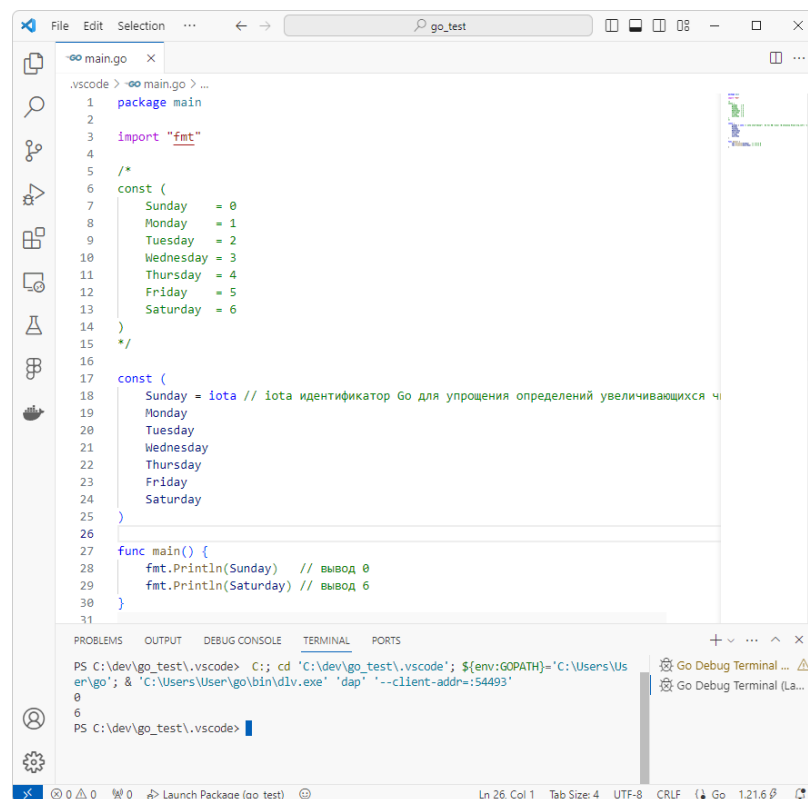 File Edit Selection ··· go_test
main.go
.vscode > main.go > ...
1 package main
2
3 import "fmt"
4
5 /*
6 const (
7 Sunday = 0
8 Monday = 1
9 Tuesday = 2
10 Wednesday = 3
11 Thursday = 4
12 Friday = 5
13 Saturday = 6
14 )
15 */
16
17 const (
18 Sunday = iota // iota идентификатор Go для упрощения определений увеличивающихся
19 Monday
20 Tuesday
21 Wednesday
22 Thursday
23 Friday
24 Saturday
25 )
26
27 func main() {
28 fmt.Println(Sunday) // вывод 0
29 fmt.Println(Saturday) // вывод 6
30 }
31
PROBLEMS OUTPUT DEBUG CONSOLE TERMINAL PORTS
PS C:\dev\go_test\.vscode> C:; cd 'C:\dev\go_test\.vscode'; ${env:GOPATH}='C:\Users\Us
er\go'; & 'C:\Users\User\go\bin\dlv.exe' 'dap' '--client-addr=:54493'
0
6
PS C:\dev\go_test\.vscode>
Go Debug Terminal ...
Go Debug Terminal (La...
0 0 0 Launch Package (go_test) Ln 26, Col 1 Tab Size: 4 UTF-8 CRLF Go 1.21.6